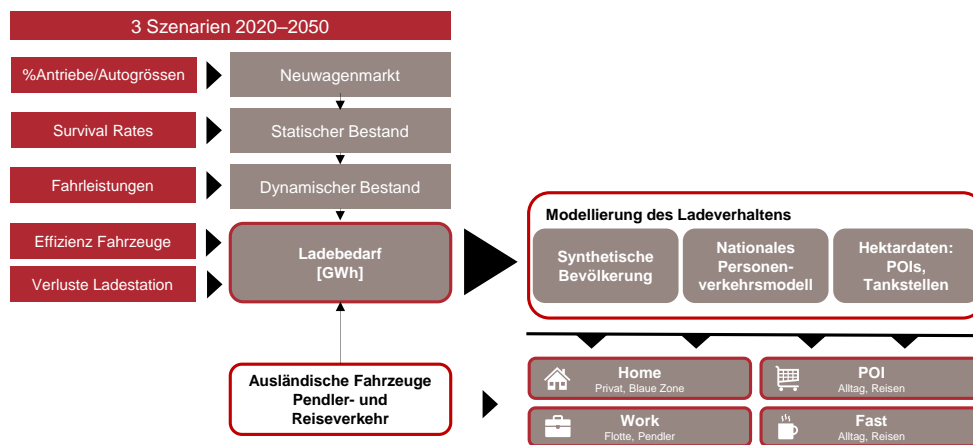 3 Szenarien 2020–2050
%Antriebe/Autogrössen
Neuwagenmarkt
Survival Rates
Statischer Bestand
Fahrleistungen
Dynamischer Bestand
Effizienz Fahrzeuge
Verluste Ladestation
Ladebedarf
[GWh]
Modellierung des Ladeverhaltens
Synthetische
Bevölkerung
Nationales
Personen-
verkehrsmodell
Hektardaten:
POIs,
Tankstellen
Ausländische Fahrzeuge
Pendler- und
Reiseverkehr
Home
Privat, Blaue Zone
POI
Alltag, Reisen
Work
Flotte, Pendler
Fast
Alltag, Reisen